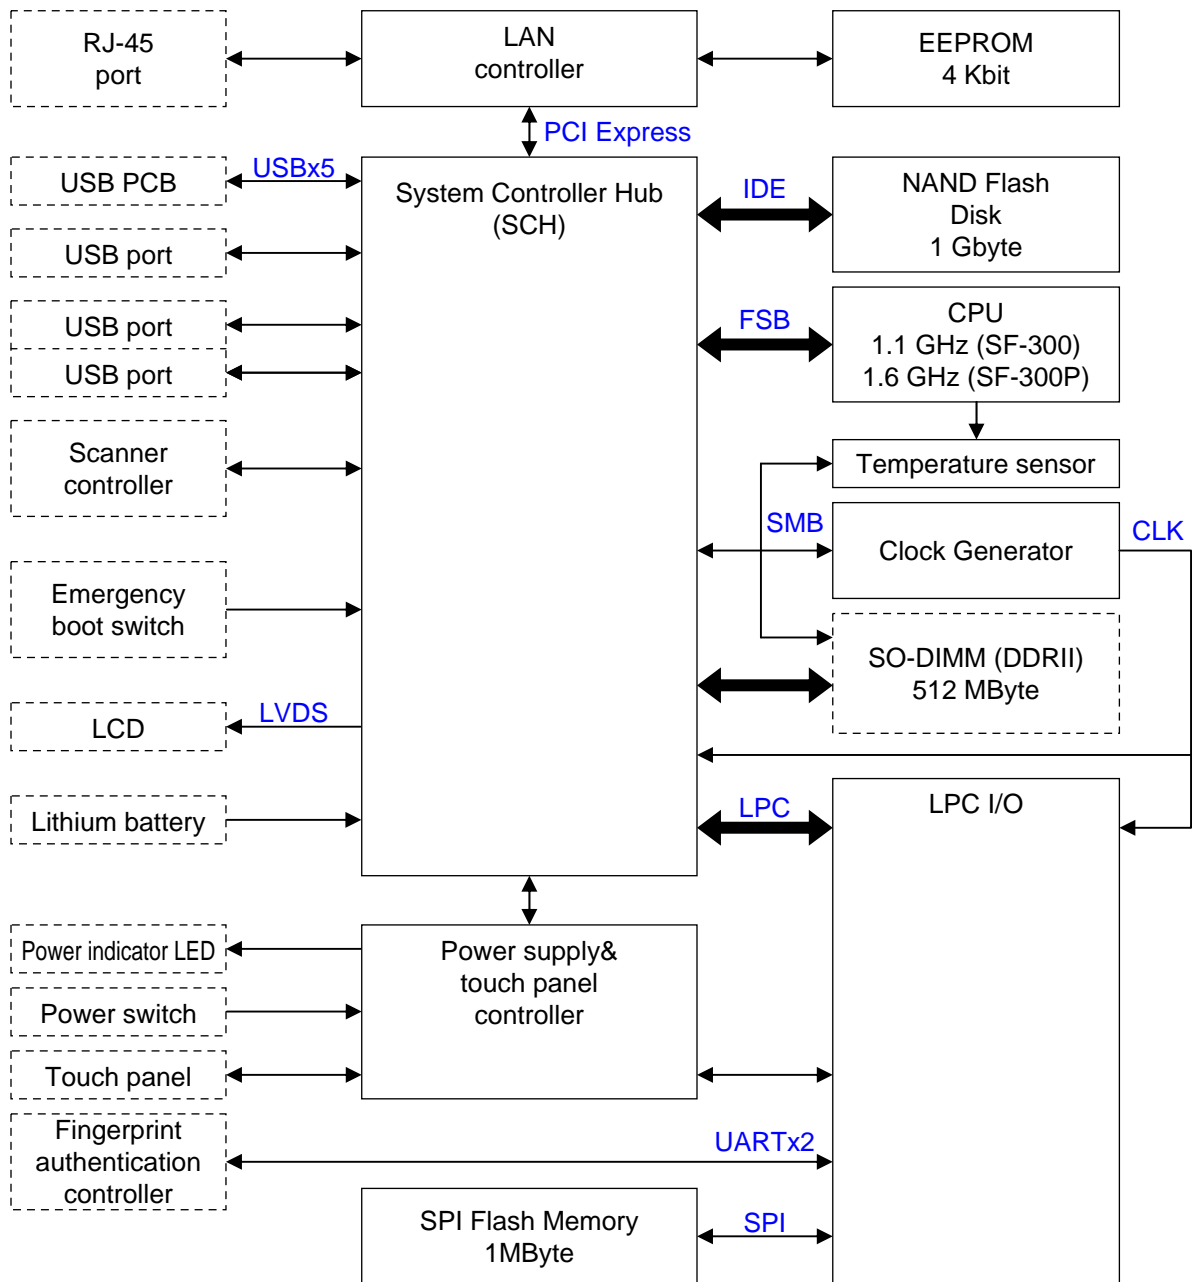 RJ-45
port
LAN
controller
EEPROM
4 Kbit
PCI Express
USB PCB
USBx5
System Controller Hub
(SCH)
IDE
NAND Flash
Disk
1 Gbyte
USB port
USB port
USB port
FSB
CPU
1.1 GHz (SF-300)
1.6 GHz (SF-300P)
Scanner
controller
Temperature sensor
SMB
Clock Generator
CLK
Emergency
boot switch
SO-DIMM (DDRII)
512 MByte
LCD
LVDS
Lithium battery
LPC
LPC I/O
Power indicator LED
Power supply&
touch panel
controller
Power switch
Touch panel
Fingerprint
authentication
controller
UARTx2
SPI Flash Memory
1MByte
SPI